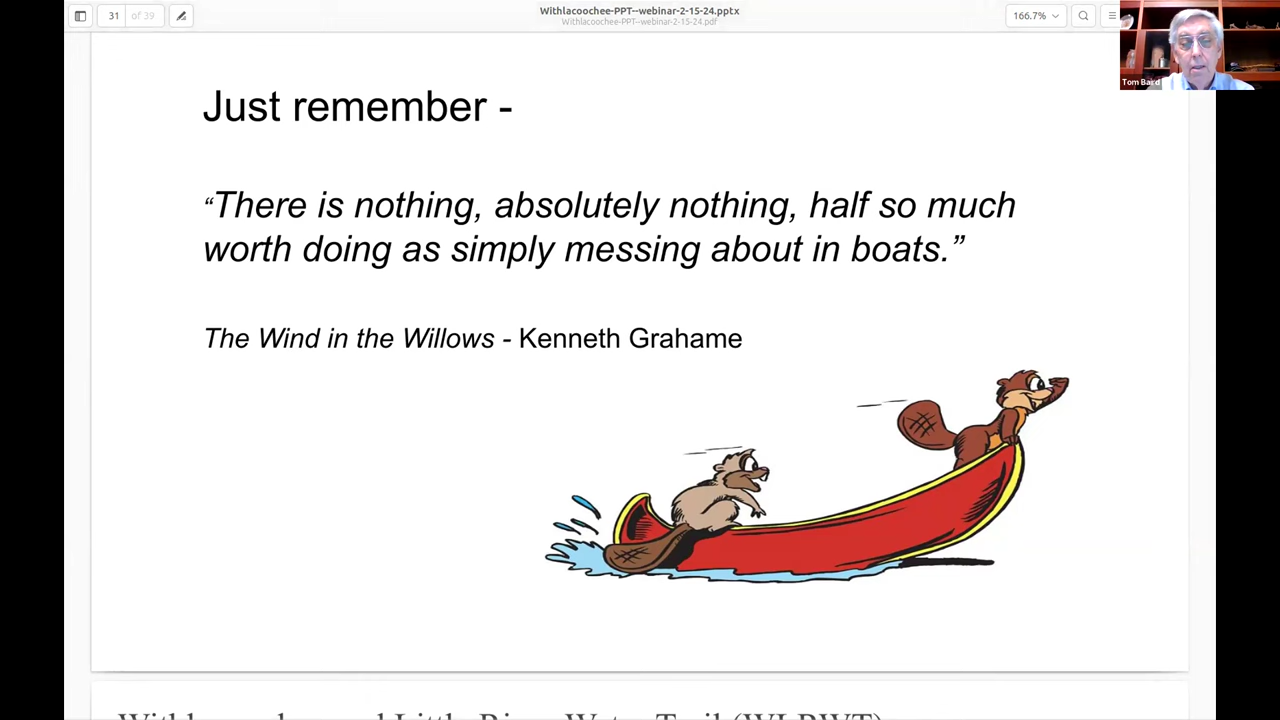 31 of 39
Withlacoochee-PPT--webinar-2-15-24.pptx
Withlacoochee-PPT--webinar-2-15-24.pdf
166.7%
Tom Baird
Just remember -
“There is nothing, absolutely nothing, half so much
worth doing as simply messing about in boats.”
The Wind in the Willows - Kenneth Grahame
Withlacoochee and Little River Water Trail (WLRWT)